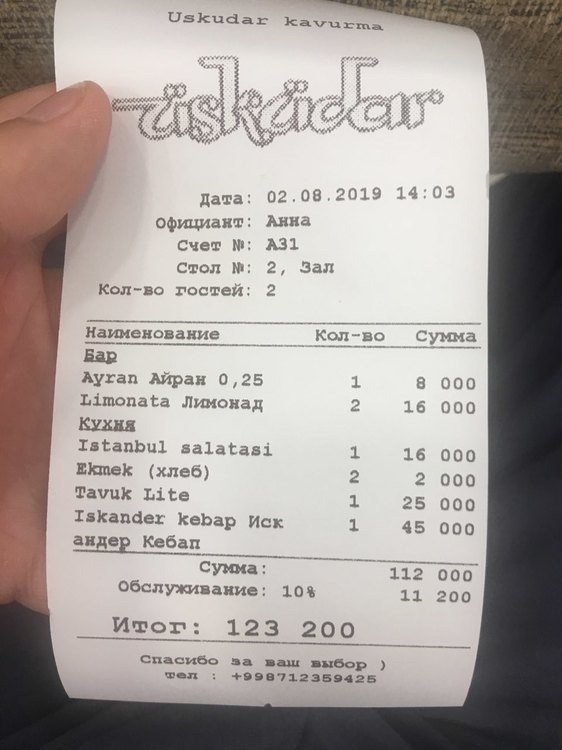 Uskudar kavurma
üsküdar
Дата: 02.08.2019 14:03
Официант: Анна
Счет №: A31
Стол №: 2, Зал
Кол-во гостей: 2
Наименование Кол-во Сумма
Бар
Ayran Айран 0,25 1 8 000
Limonata Лимонад 2 16 000
Кухня
Istanbul salatasi 1 16 000
Ekmek (хлеб) 2 2 000
Tavuk Lite 1 25 000
Iskander kebap Иск 1 45 000
андер Кебап
Сумма: 112 000
Обслуживание: 10% 11 200
Итог: 123 200
Спасибо за ваш выбор )
тел : +998712359425